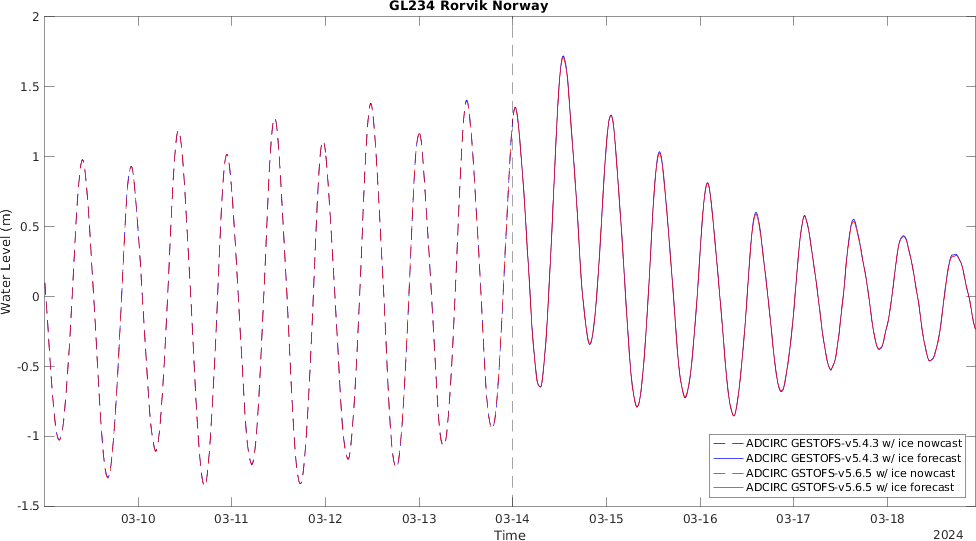 GL234 Rorvik Norway
Water Level (m)
2
1.5
1
0.5
0
-0.5
-1
-1.5
ADCIRC GESTOFS-v5.4.3 w/ ice nowcast
ADCIRC GESTOFS-v5.4.3 w/ ice forecast
ADCIRC GSTOFS-v5.6.5 w/ ice nowcast
ADCIRC GSTOFS-v5.6.5 w/ ice forecast
03-10 03-11 03-12 03-13 03-14 03-15 03-16 03-17 03-18
Time
2024